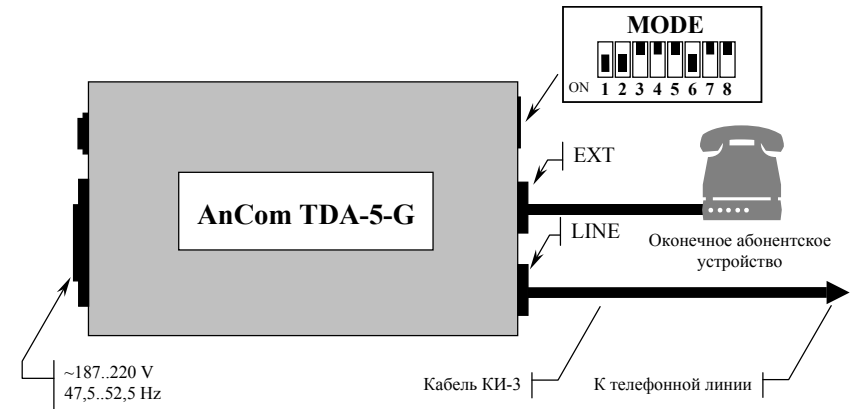 MODE
ON 1 2 3 4 5 6 7 8
EXT
AnCom TDA-5-G
LINE
Оконечное абонентское
устройство
~187..220 V
47,5..52,5 Hz
Кабель КИ-3
К телефонной линии